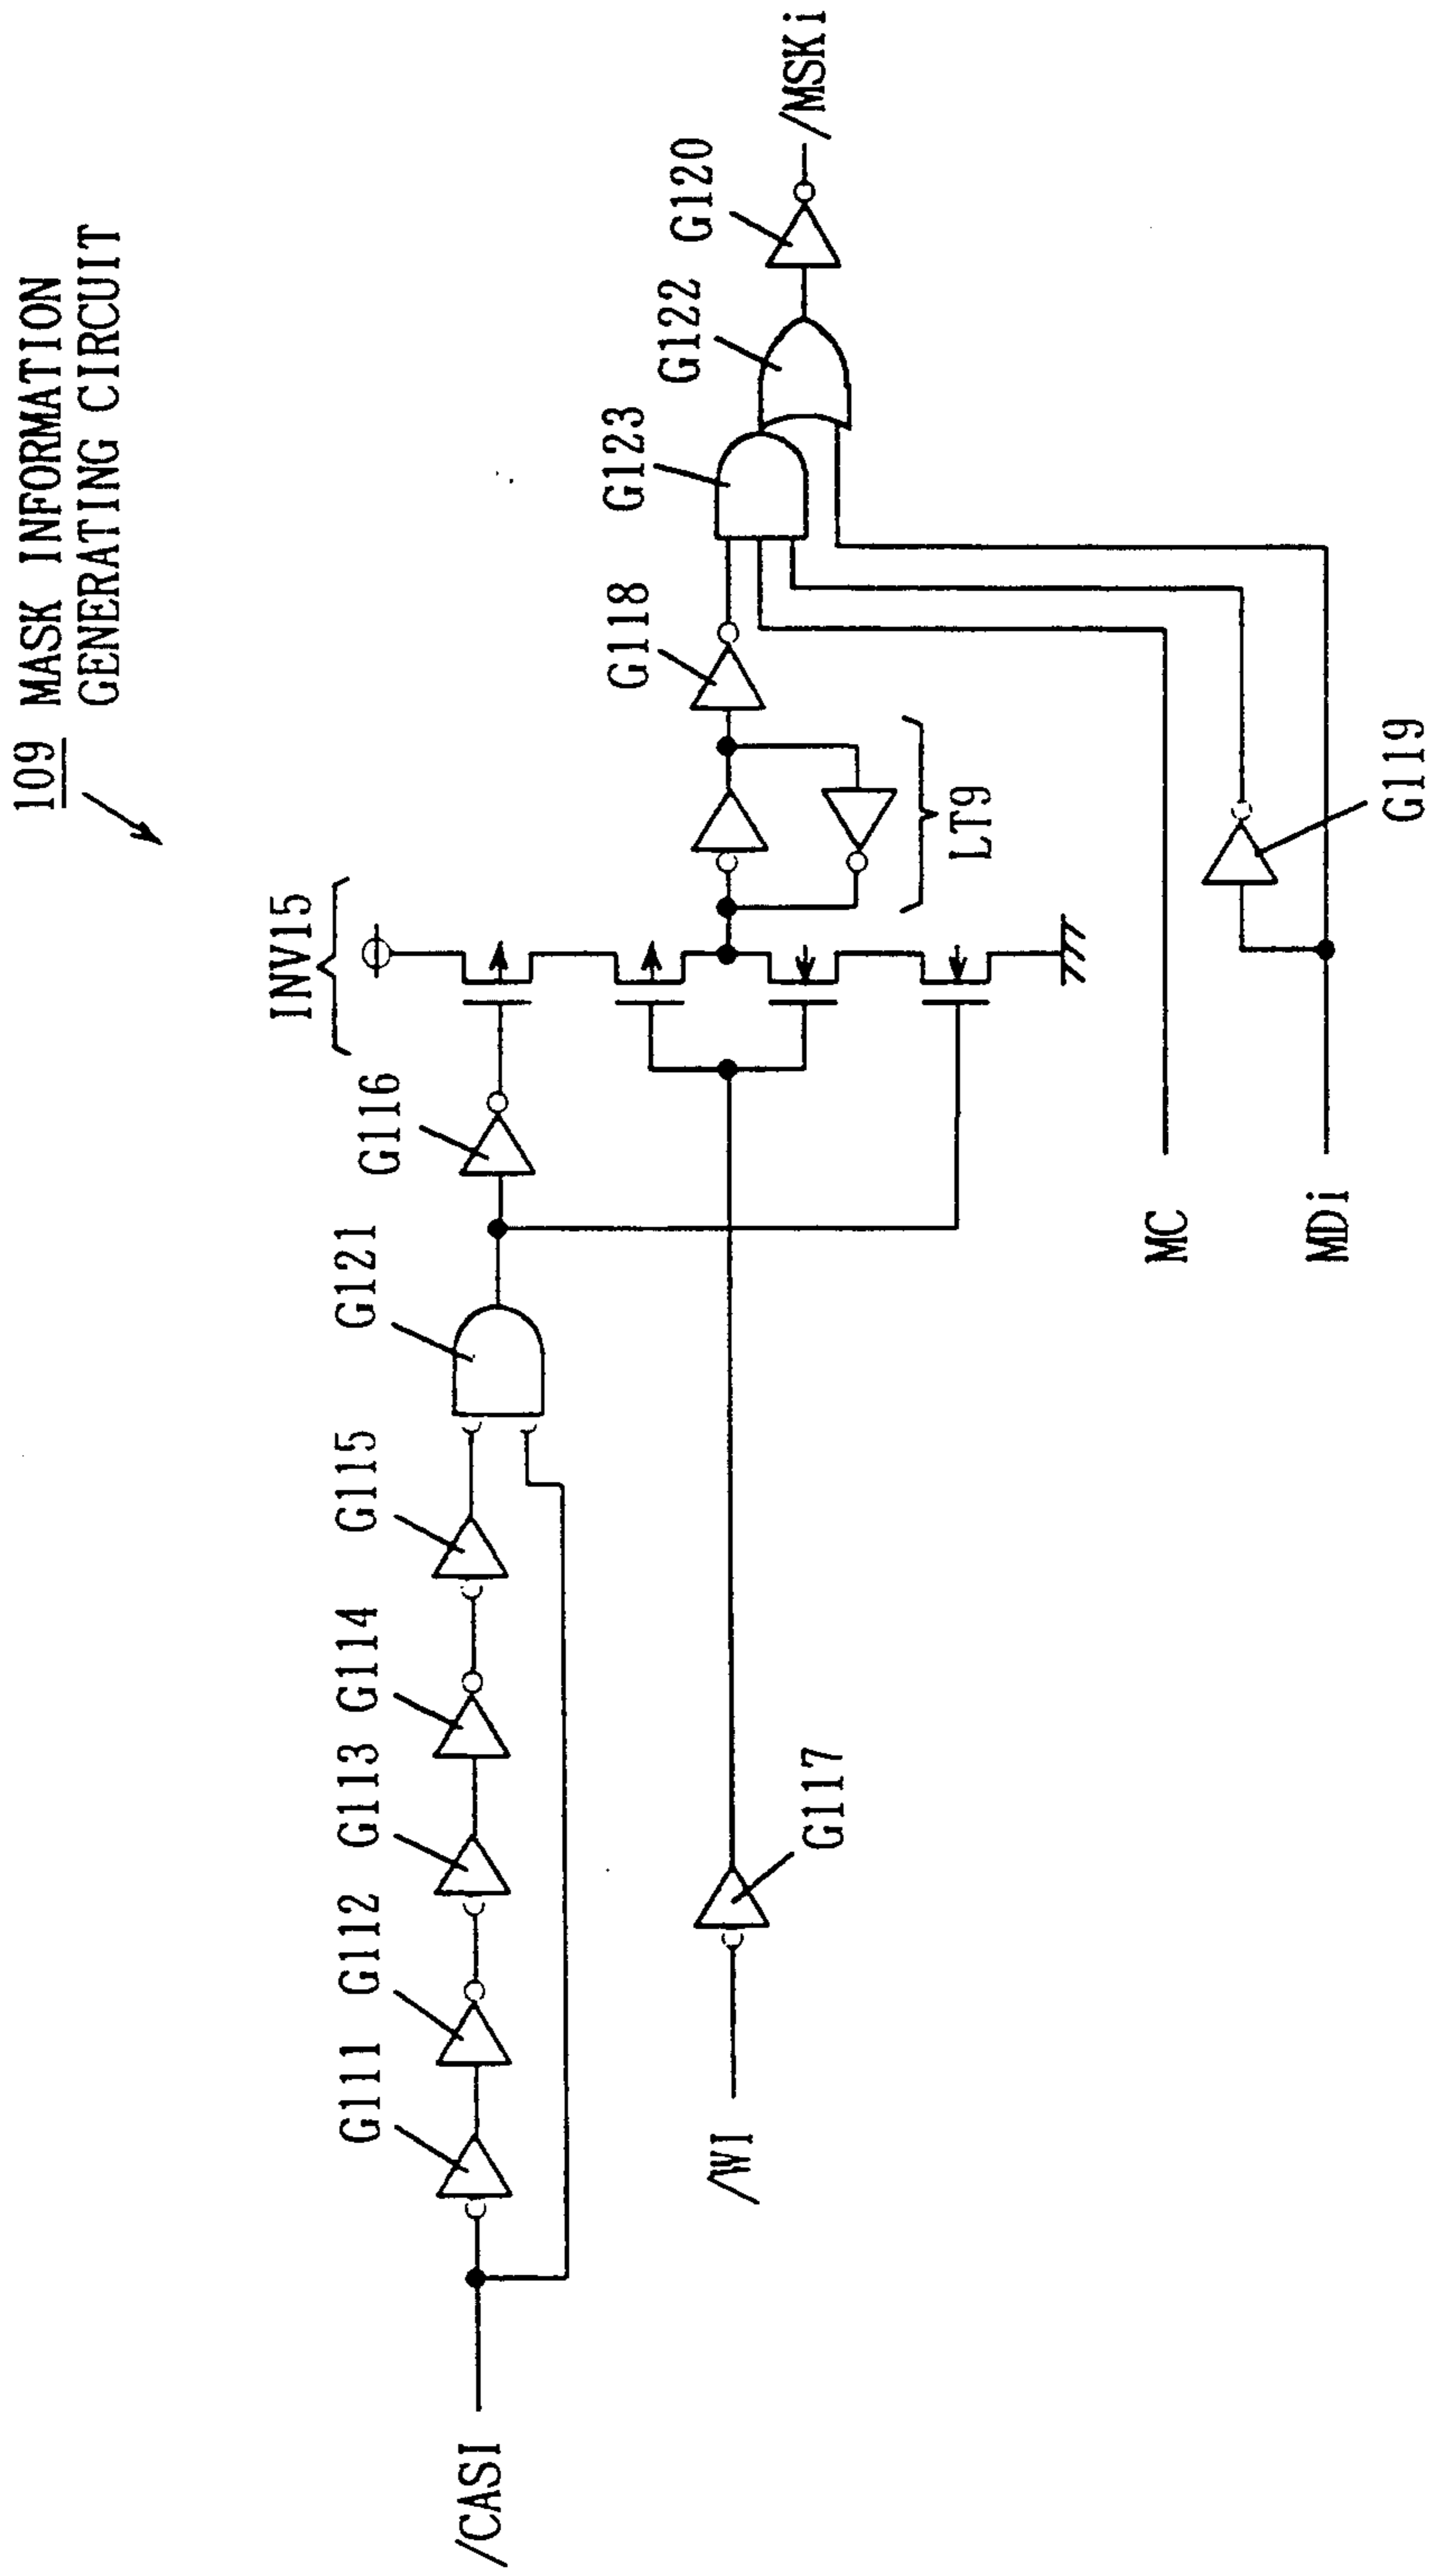 109 MASK INFORMATION
GENERATING CIRCUIT
INV15
G111
G112
G113
G114
G115
G121
G116
/CASI
G117
/WI
LT9
G118
G123
G122
G120
/MSKi
MC
MDi
G119